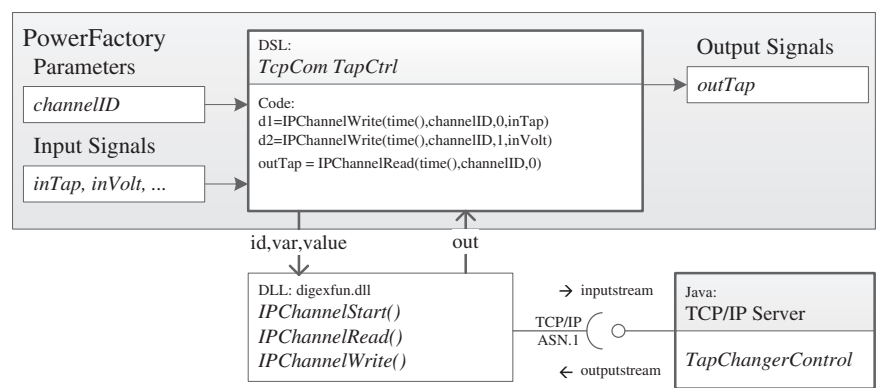 PowerFactory
Parameters
channelID
Input Signals
inTap, inVolt, ...
DSL:
TcpCom TapCtrl
Code:
d1=IPChannelWrite(time(),channelID,0,inTap)
d2=IPChannelWrite(time(),channelID,1,inVolt)
outTap = IPChannelRead(time(),channelID,0)
Output Signals
outTap
id,var,value
out
DLL: digexfun.dll
IPChannelStart()
IPChannelRead()
IPChannelWrite()
→ inputstream
TCP/IP
ASN.1
← outputstream
Java:
TCP/IP Server
TapChangerControl